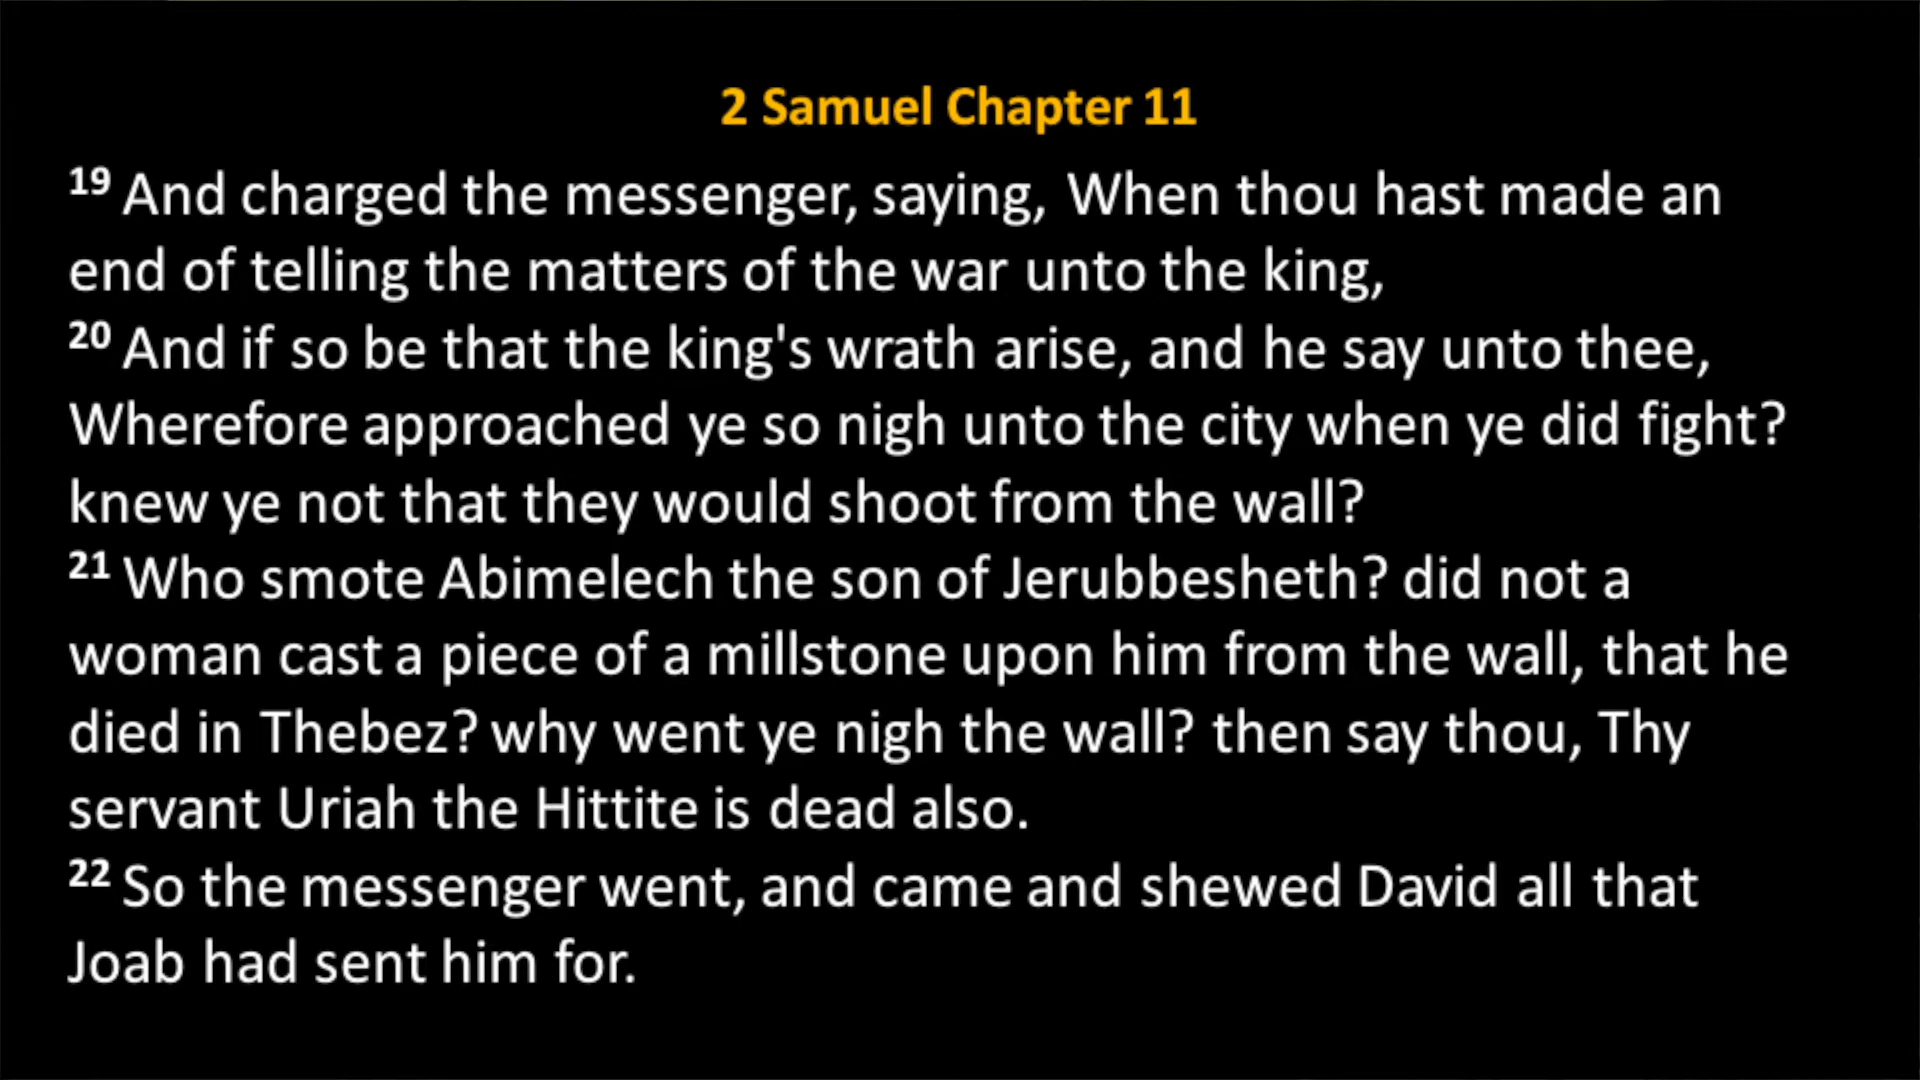 2 Samuel Chapter 11
19 And charged the messenger, saying, When thou hast made an
end of telling the matters of the war unto the king,
20 And if so be that the king's wrath arise, and he say unto thee,
Wherefore approached ye so nigh unto the city when ye did fight?
knew ye not that they would shoot from the wall?
21 Who smote Abimelech the son of Jerubbesheth? did not a
woman cast a piece of a millstone upon him from the wall, that he
died in Thebez? why went ye nigh the wall? then say thou, Thy
servant Uriah the Hittite is dead also.
22 So the messenger went, and came and shewed David all that
Joab had sent him for.